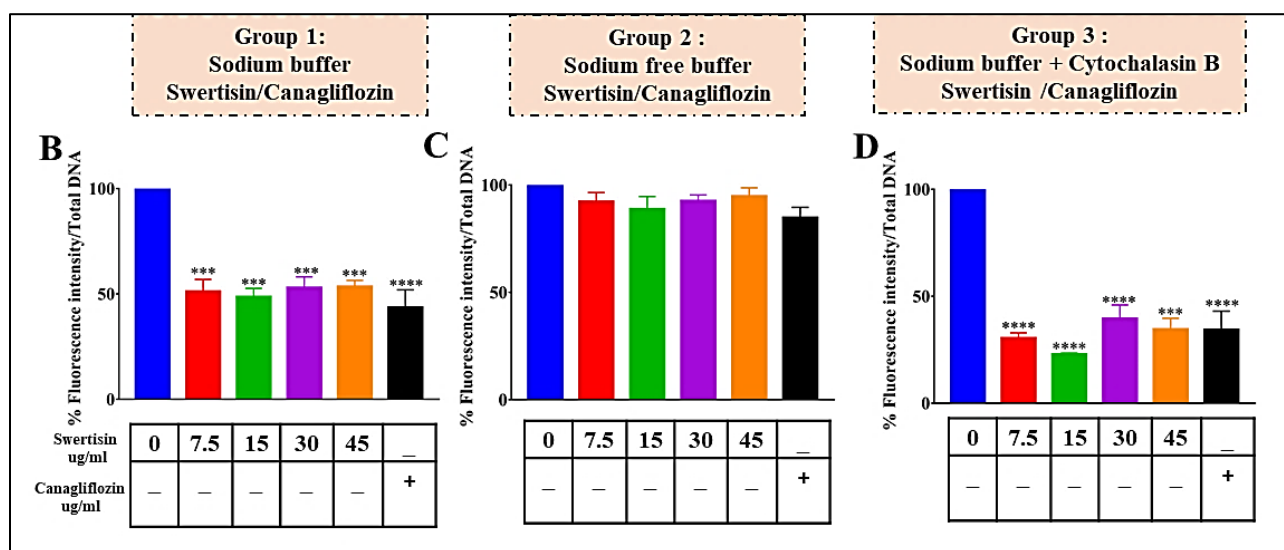 Group 1:
Sodium buffer
Swertisin/Canagliflozin
Group 2 :
Sodium free buffer
Swertisin/Canagliflozin
Group 3 :
Sodium buffer + Cytochalasin B
Swertisin /Canagliflozin
B
% Fluorescence intensity/Total DNA
100
50
0
*** *** *** *** ****
Swertisin
ug/ml
0 7.5 15 30 45 _
Canagliflozin
ug/ml
_ _ _ _ _ +
C
% Fluorescence intensity/Total DNA
100
50
0
0 7.5 15 30 45 _
_ _ _ _ _ +
D
% Fluorescence intensity/Total DNA
100
50
0
**** **** **** *** ****
0 7.5 15 30 45 _
_ _ _ _ _ +